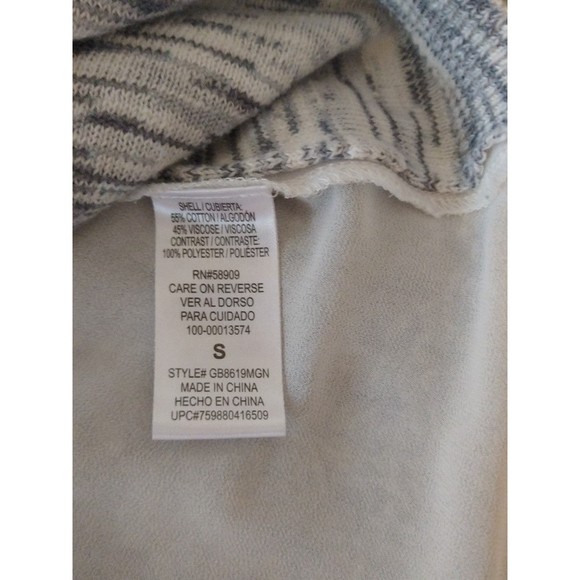 SHELL / CUBIERTA:
55% COTTON / ALGODÓN
45% VISCOSE / VISCOSA
CONTRAST / CONTRASTE:
100% POLYESTER / POLIÉSTER
RN#58909
CARE ON REVERSE
VER AL DORSO
PARA CUIDADO
100-00013574
S
STYLE# GB8619MGN
MADE IN CHINA
HECHO EN CHINA
UPC#759880416509